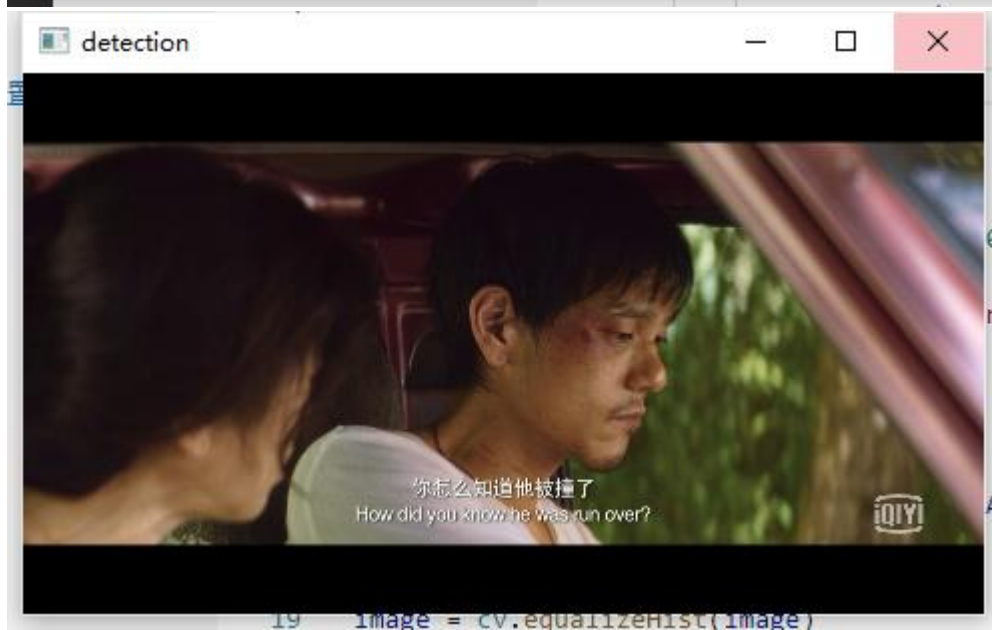 detection
你怎么知道他被撞了
How did you know he was run over?
iQIYI
19 image = cv.equalizeHist(image)